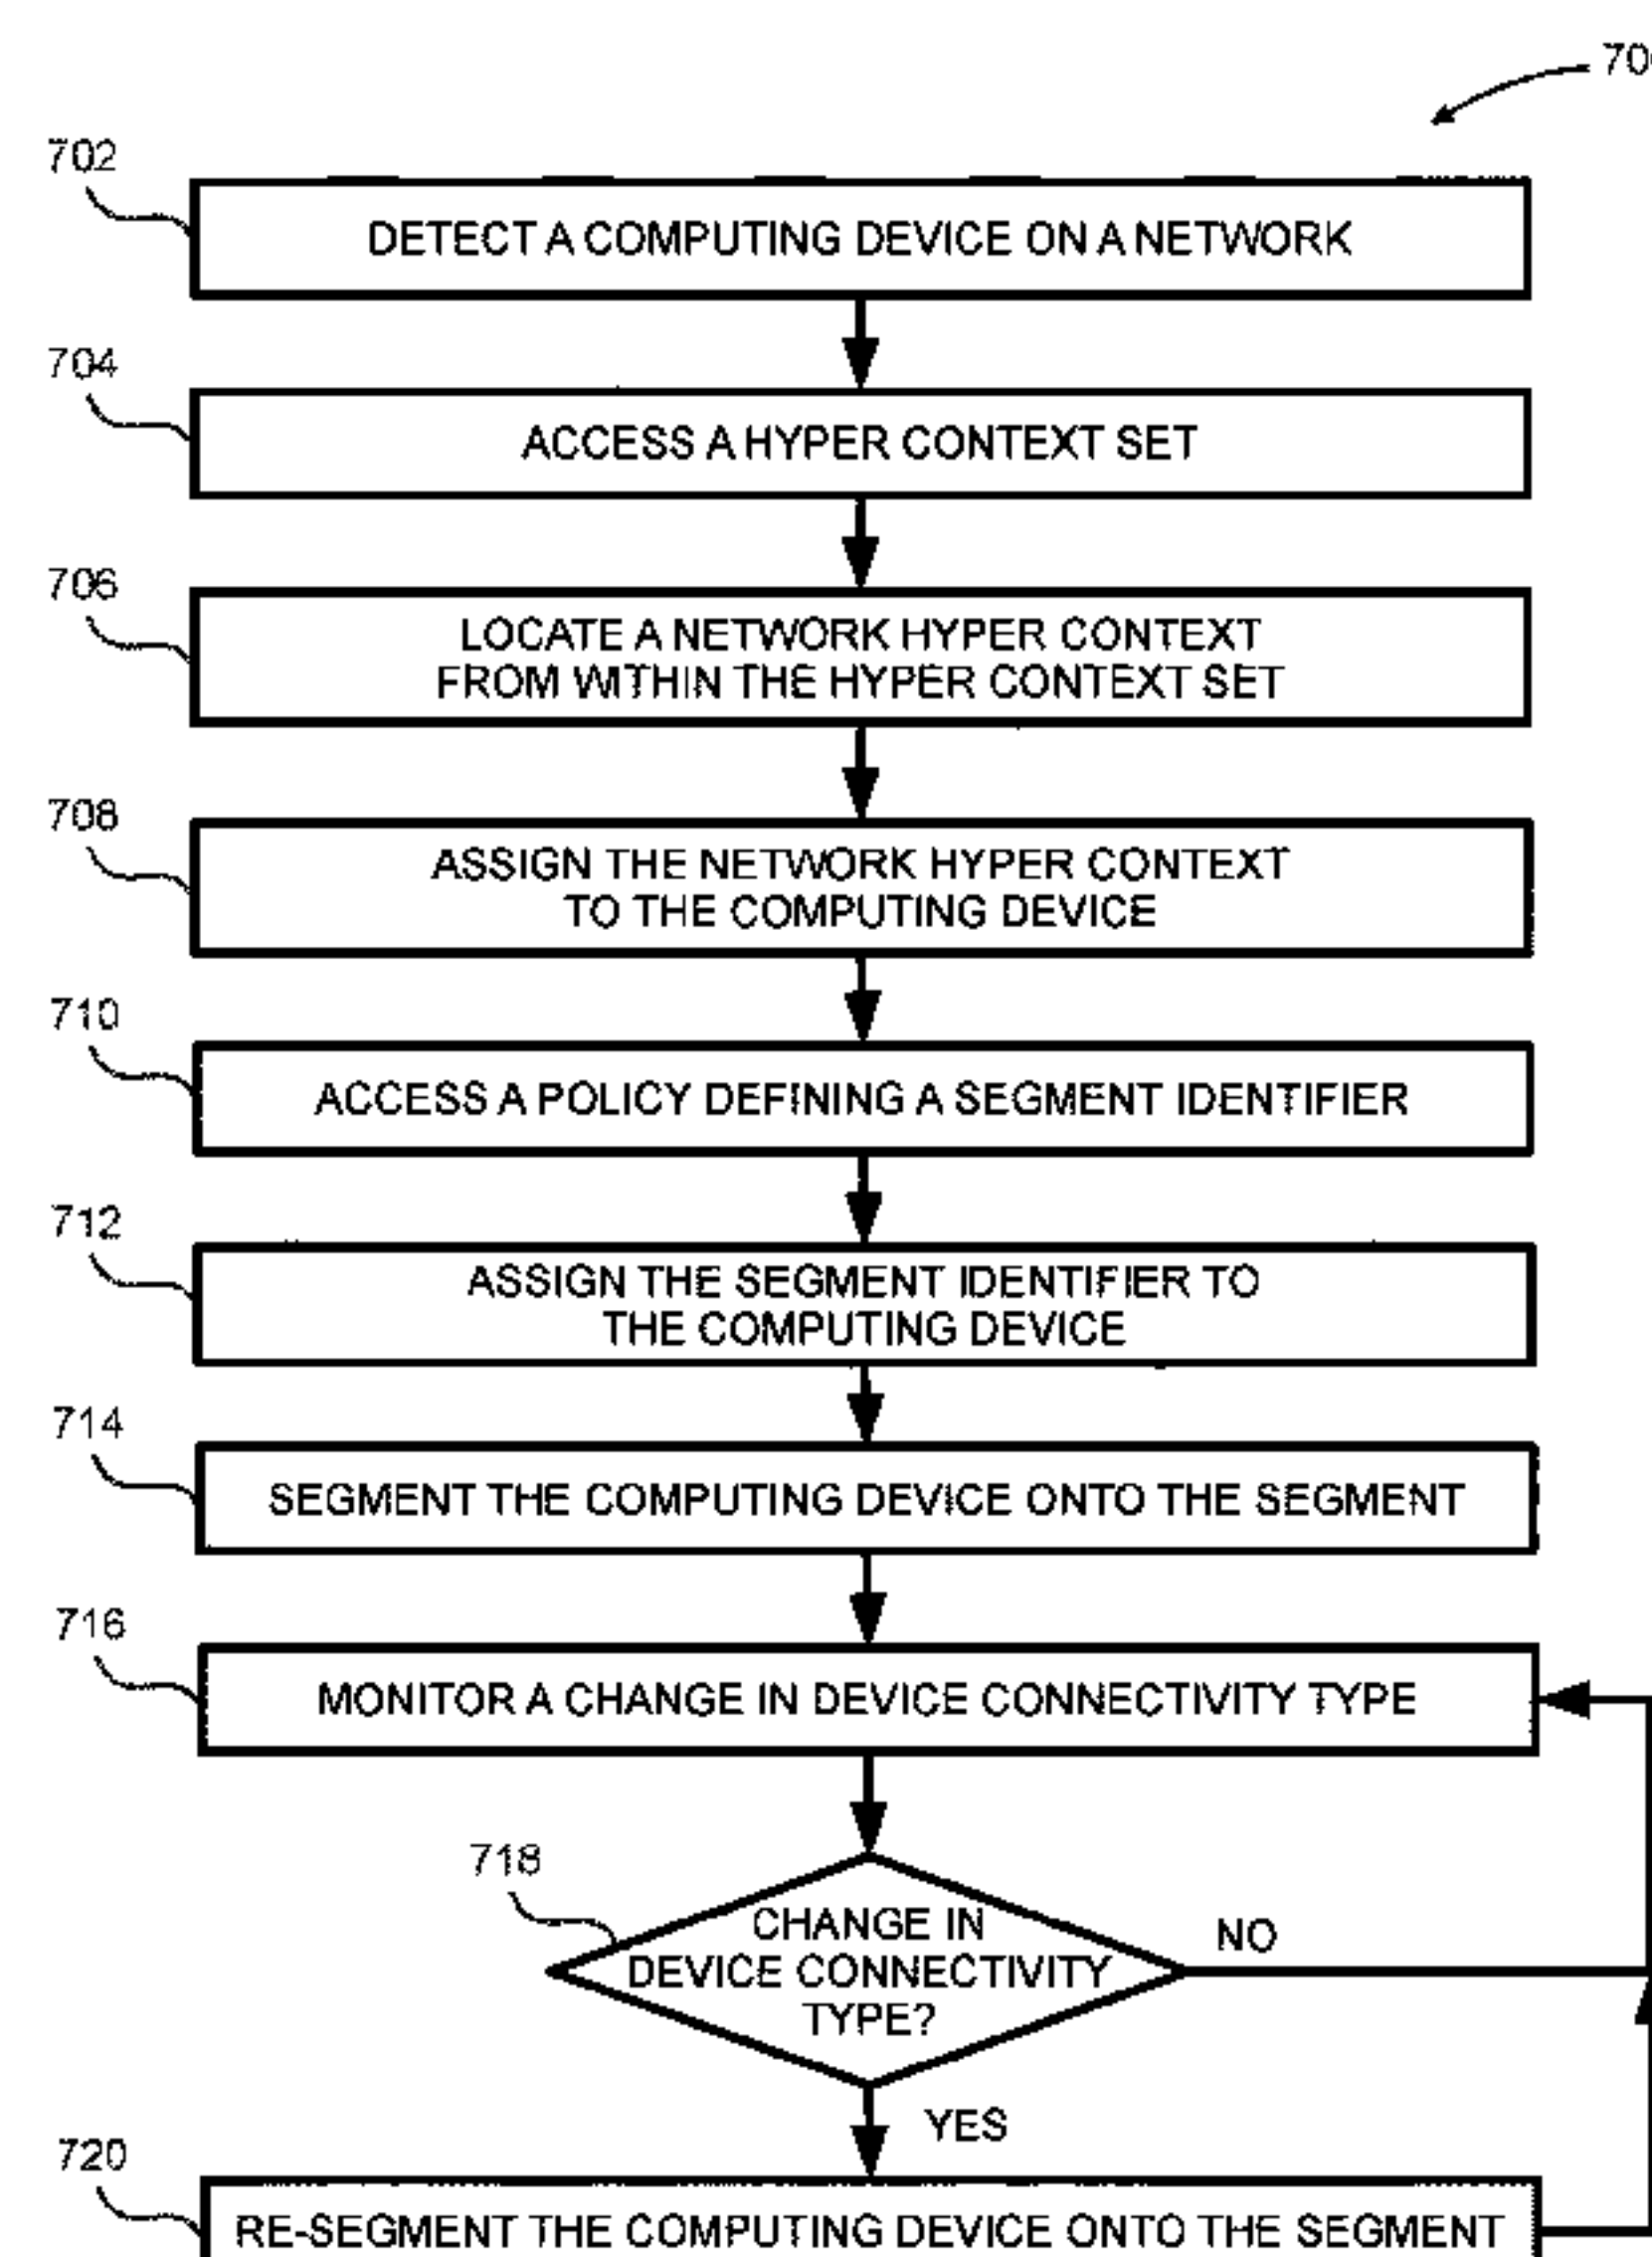 702
DETECT A COMPUTING DEVICE ON A NETWORK
704
ACCESS A HYPER CONTEXT SET
706
LOCATE A NETWORK HYPER CONTEXT
FROM WITHIN THE HYPER CONTEXT SET
708
ASSIGN THE NETWORK HYPER CONTEXT
TO THE COMPUTING DEVICE
710
ACCESS A POLICY DEFINING A SEGMENT IDENTIFIER
712
ASSIGN THE SEGMENT IDENTIFIER TO
THE COMPUTING DEVICE
714
SEGMENT THE COMPUTING DEVICE ONTO THE SEGMENT
716
MONITOR A CHANGE IN DEVICE CONNECTIVITY TYPE
718
CHANGE IN
DEVICE CONNECTIVITY
TYPE?
NO
YES
720
RE-SEGMENT THE COMPUTING DEVICE ONTO THE SEGMENT